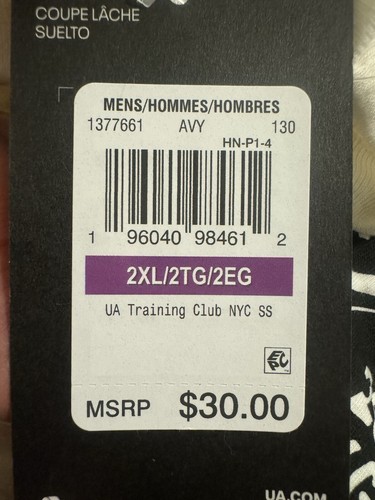 COUPE LÂCHE
SUELTO
MENS/HOMMES/HOMBRES
1377661 AVY 130
HN-P1-4
1 96040 98461 2
2XL/2TG/2EG
UA Training Club NYC SS
EPC
MSRP $30.00
UA.COM